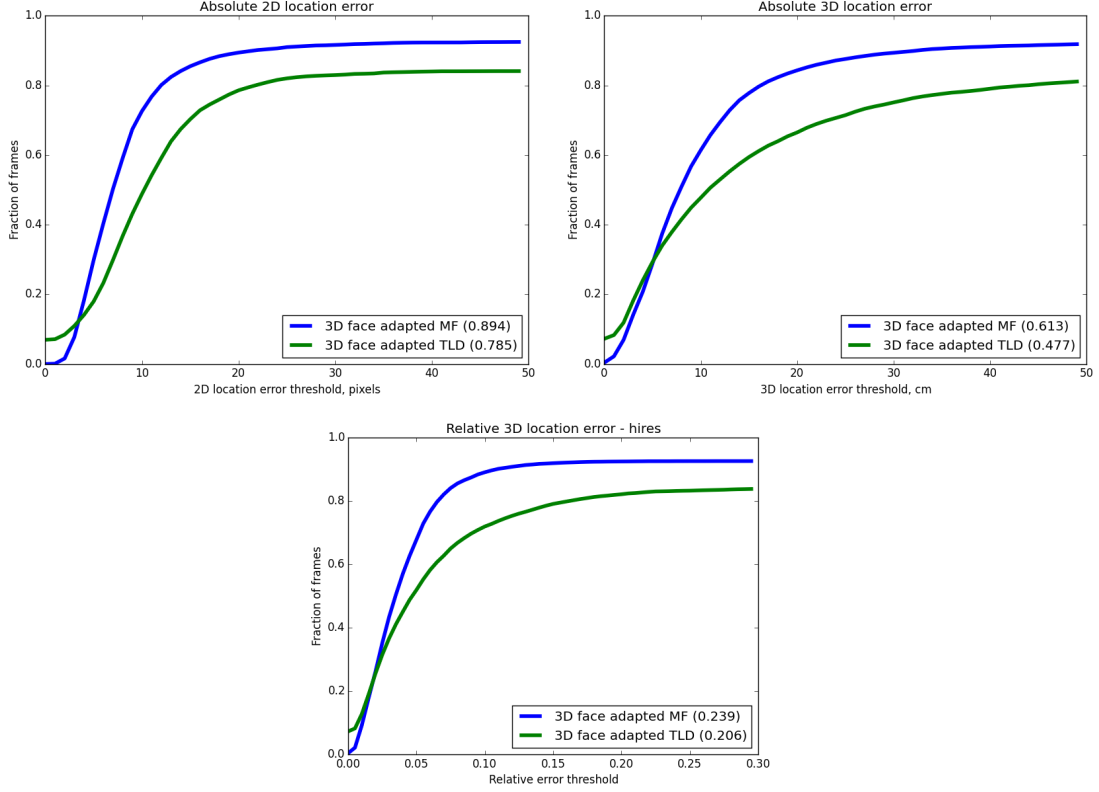 Absolute 2D location error
1.0
0.8
0.6
0.4
0.2
0.0
Fraction of frames
3D face adapted MF (0.894)
3D face adapted TLD (0.785)
0 10 20 30 40 50
2D location error threshold, pixels
Absolute 3D location error
1.0
0.8
0.6
0.4
0.2
0.0
Fraction of frames
3D face adapted MF (0.613)
3D face adapted TLD (0.477)
0 10 20 30 40 50
3D location error threshold, cm
Relative 3D location error - hires
1.0
0.8
0.6
0.4
0.2
0.0
Fraction of frames
3D face adapted MF (0.239)
3D face adapted TLD (0.206)
0.00 0.05 0.10 0.15 0.20 0.25 0.30
Relative error threshold